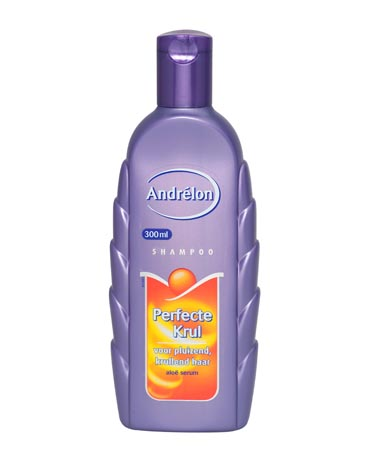 Andrélon
300ml
SHAMPOO
Perfecte
Krul
voor pluizend,
krullend haar
aloë serum